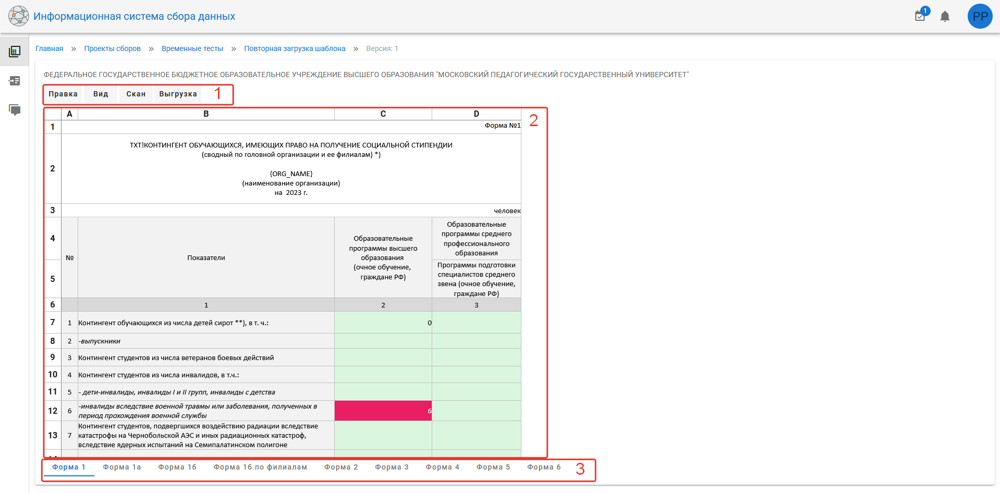 Информационная система сбора данных
1
PP
Главная » Проекты сборов » Временные тесты » Повторная загрузка шаблона » Версия: 1
ФЕДЕРАЛЬНОЕ ГОСУДАРСТВЕННОЕ БЮДЖЕТНОЕ ОБРАЗОВАТЕЛЬНОЕ УЧРЕЖДЕНИЕ ВЫСШЕГО ОБРАЗОВАНИЯ "МОСКОВСКИЙ ПЕДАГОГИЧЕСКИЙ ГОСУДАРСТВЕННЫЙ УНИВЕРСИТЕТ"
Правка Вид Скан Выгрузка 1
A B C D
2
1 Форма №1
2
ТХТ!КОНТИНГЕНТ ОБУЧАЮЩИХСЯ, ИМЕЮЩИХ ПРАВО НА ПОЛУЧЕНИЕ СОЦИАЛЬНОЙ СТИПЕНДИИ
(сводный по головной организации и ее филиалам) *)
{ORG_NAME}
(наименование организации)
на 2023 г.
3 человек
4
5
№
Показатели
Образовательные
программы высшего
образования
(очное обучение,
граждане РФ)
Образовательные
программы среднего
профессионального
образования
Программы подготовки
специалистов среднего
звена (очное обучение,
граждане РФ)
6 1 2 3
7 1 Контингент обучающихся из числа детей сирот **), в т. ч.: 0
8 2 -выпускники
9 3 Контингент студентов из числа ветеранов боевых действий
10 4 Контингент студентов из числа инвалидов, в т.ч.:
11 5 - дети-инвалиды, инвалиды I и II групп, инвалиды с детства
12 6 -инвалиды вследствие военной травмы или заболевания, полученных в
период прохождения военной службы 6
13 7 Контингент студентов, подвергшихся воздействию радиации вследствие
катастрофы на Чернобольской АЭС и иных радиационных катастроф,
вследствие ядерных испытаний на Семипалатинском полигоне
Форма 1 Форма 1а Форма 1б Форма 1б по филиалам Форма 2 Форма 3 Форма 4 Форма 5 Форма 6 3